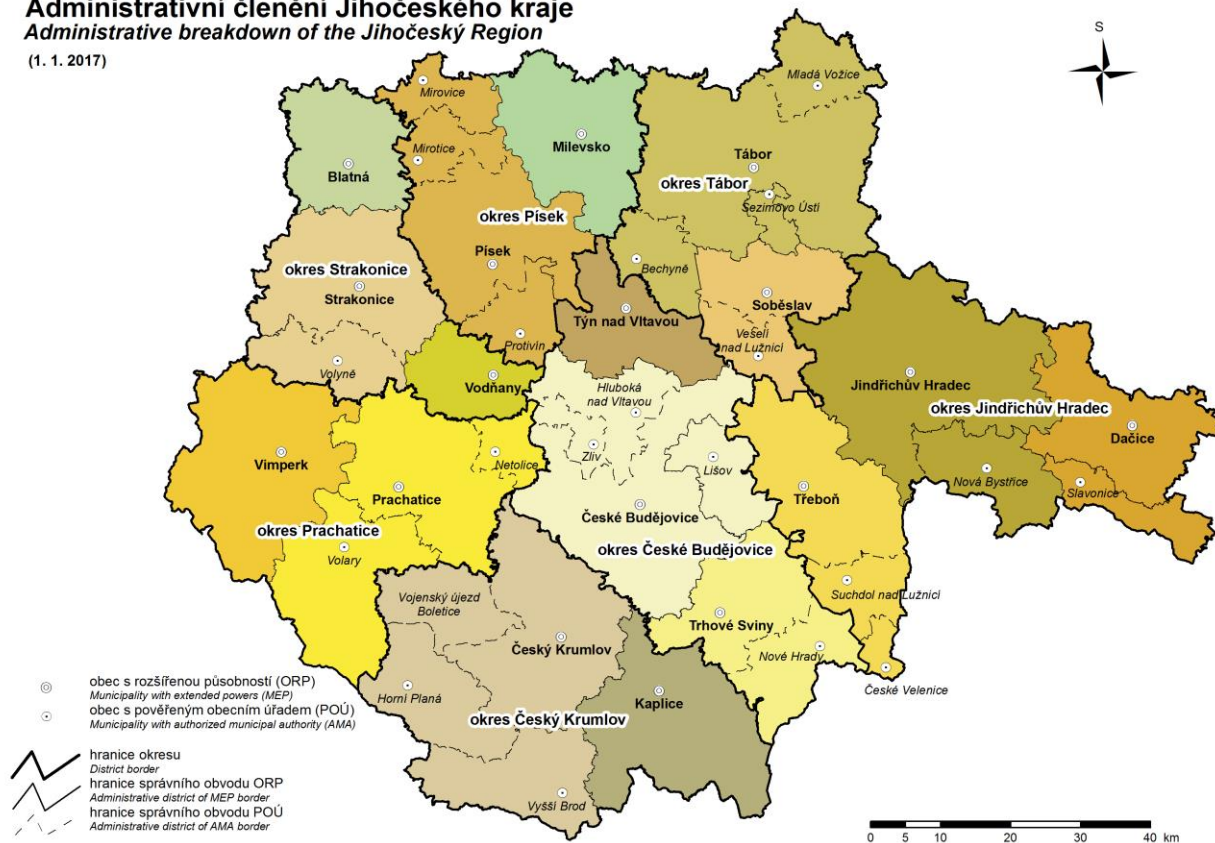 Administrativní členění Jihočeského kraje
Administrative breakdown of the Jihočeský Region
(1. 1. 2017)
S
Mladá Vožice
Mirovice
Milevsko
Mirotice
Tábor
Blatná
okres Tábor
Sezimovo Ústí
okres Písek
Písek
Bechyně
okres Strakonice
Strakonice
Soběslav
Týn nad Vltavou
Veselí
nad Lužnicí
Protivín
Volyně
Vodňany
Jindřichův Hradec
Hluboká
nad Vltavou
okres Jindřichův Hradec
Dačice
Zliv
Lišov
Vimperk
Netolice
Nová Bystřice
Slavonice
Prachatice
Třeboň
České Budějovice
okres Prachatice
Volary
okres České Budějovice
Suchdol nad Lužnicí
Vojenský újezd
Boletice
Trhové Sviny
Český Krumlov
Nové Hrady
České Velenice
Horní Planá
Kaplice
okres Český Krumlov
Vyšší Brod
obec s rozšířenou působností (ORP)
Municipality with extended powers (MEP)
obec s pověřeným obecním úřadem (POÚ)
Municipality with authorized municipal authority (AMA)
hranice okresu
District border
hranice správního obvodu ORP
Administrative district of MEP border
hranice správního obvodu POÚ
Administrative district of AMA border
0 5 10 20 30 40 km